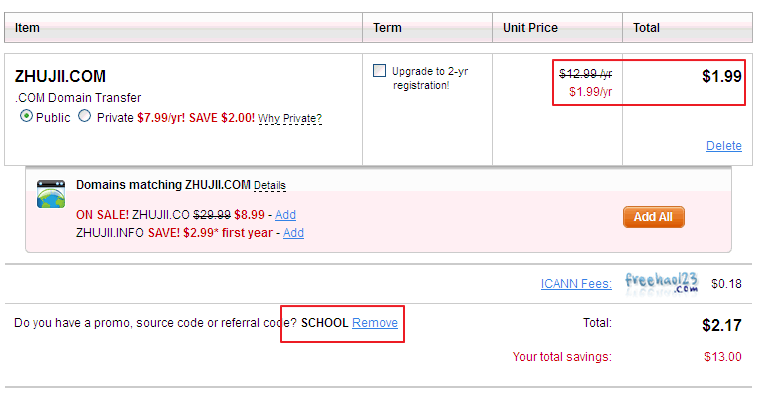 Item Term Unit Price Total
ZHUJII.COM
.COM Domain Transfer
Public Private $7.99/yr! SAVE $2.00! Why Private?
Upgrade to 2-yr
registration!
$12.99 /yr
$1.99/yr
$1.99
Delete
Domains matching ZHUJII.COM Details
ON SALE! ZHUJII.CO $29.99 $8.99 - Add
ZHUJII.INFO SAVE! $2.99* first year - Add
Add All
ICANN Fees: freehao123
.com $0.18
Do you have a promo, source code or referral code? SCHOOL Remove Total: $2.17
Your total savings: $13.00